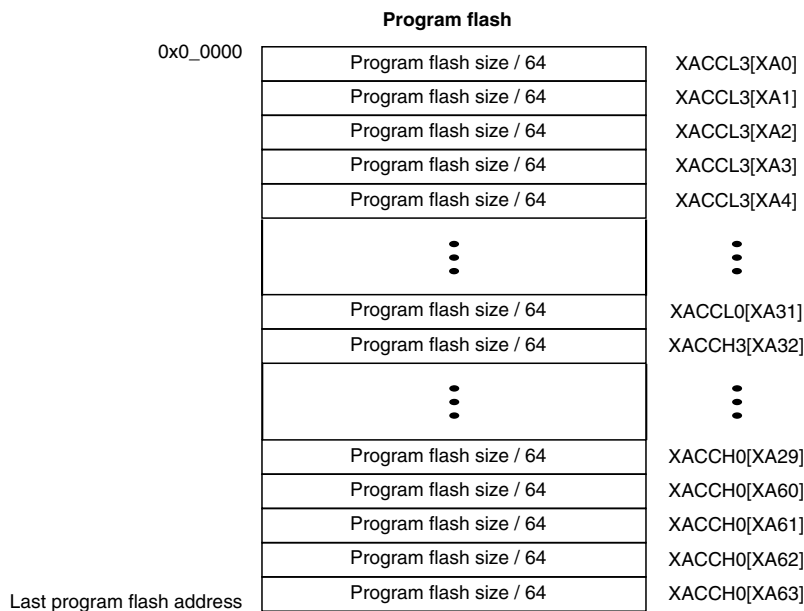 Program flash
0x0_0000 Program flash size / 64 XACCL3[XA0]
Program flash size / 64 XACCL3[XA1]
Program flash size / 64 XACCL3[XA2]
Program flash size / 64 XACCL3[XA3]
Program flash size / 64 XACCL3[XA4]
Program flash size / 64 XACCL0[XA31]
Program flash size / 64 XACCH3[XA32]
Program flash size / 64 XACCH0[XA29]
Program flash size / 64 XACCH0[XA60]
Program flash size / 64 XACCH0[XA61]
Program flash size / 64 XACCH0[XA62]
Last program flash address Program flash size / 64 XACCH0[XA63]